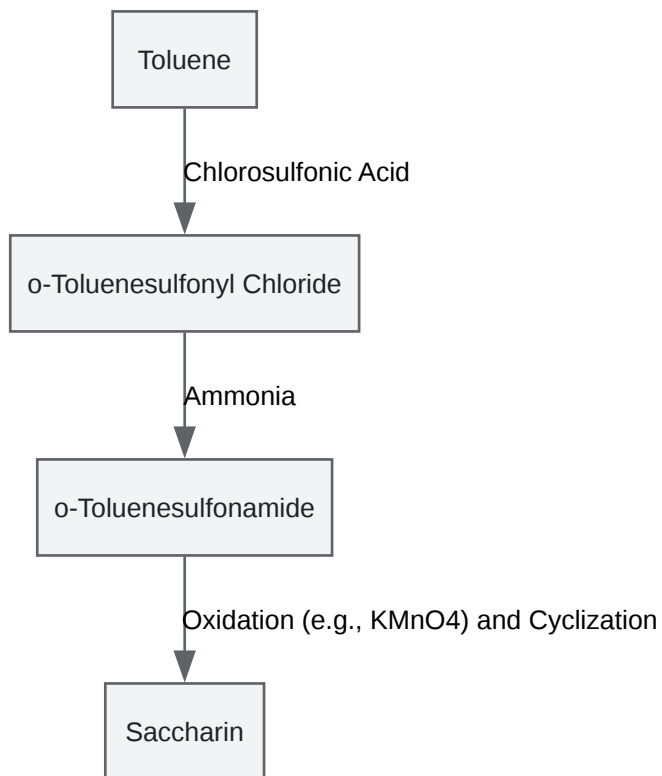 Toluene
Chlorosulfonic Acid
o-Toluenesulfonyl Chloride
Ammonia
o-Toluenesulfonamide
Oxidation (e.g., KMnO4) and Cyclization
Saccharin